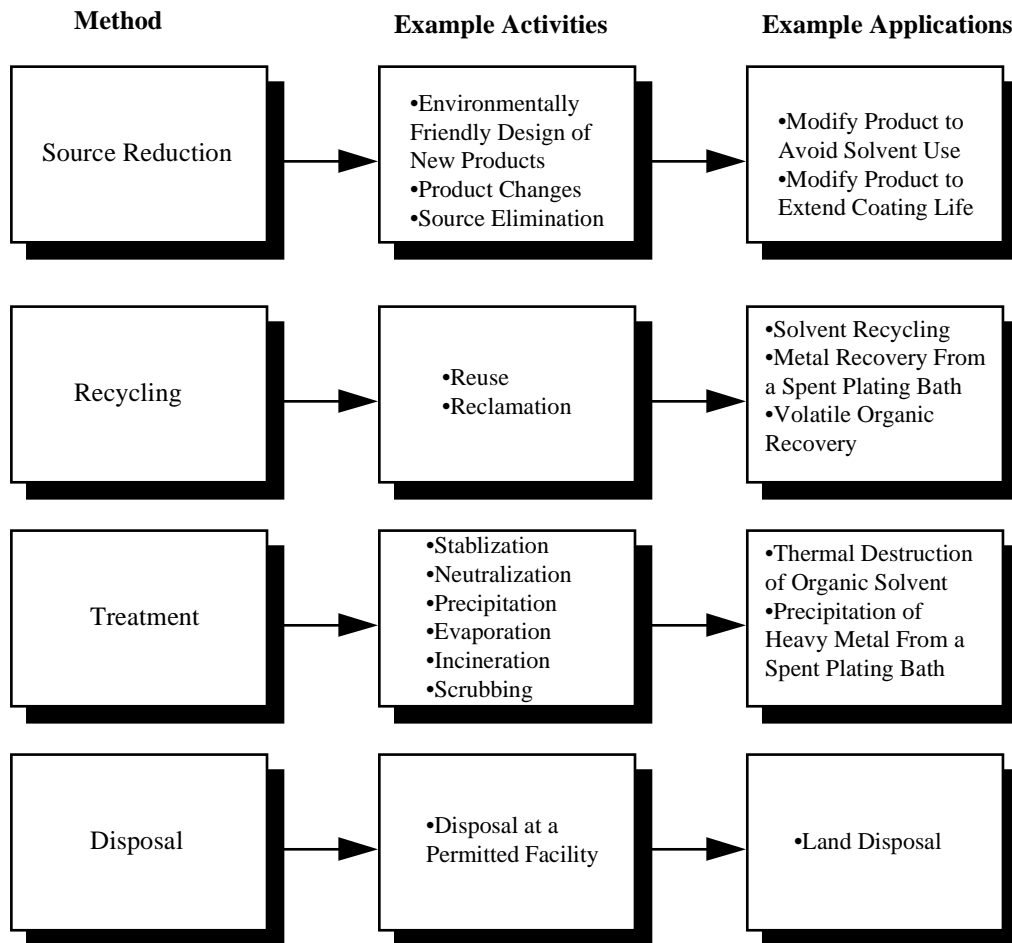 Method
Example Activities
Example Applications
Source Reduction
•Environmentally
Friendly Design of
New Products
•Product Changes
•Source Elimination
•Modify Product to
Avoid Solvent Use
•Modify Product to
Extend Coating Life
Recycling
•Reuse
•Reclamation
•Solvent Recycling
•Metal Recovery From
a Spent Plating Bath
•Volatile Organic
Recovery
Treatment
•Stablization
•Neutralization
•Precipitation
•Evaporation
•Incineration
•Scrubbing
•Thermal Destruction
of Organic Solvent
•Precipitation of
Heavy Metal From a
Spent Plating Bath
Disposal
•Disposal at a
Permitted Facility
•Land Disposal